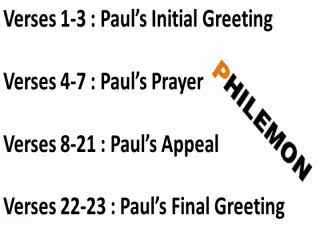 Verses 1-3 : Paul's Initial Greeting
Verses 4-7 : Paul's Prayer
PHILEMON
Verses 8-21 : Paul's Appeal
Verses 22-23 : Paul's Final Greeting